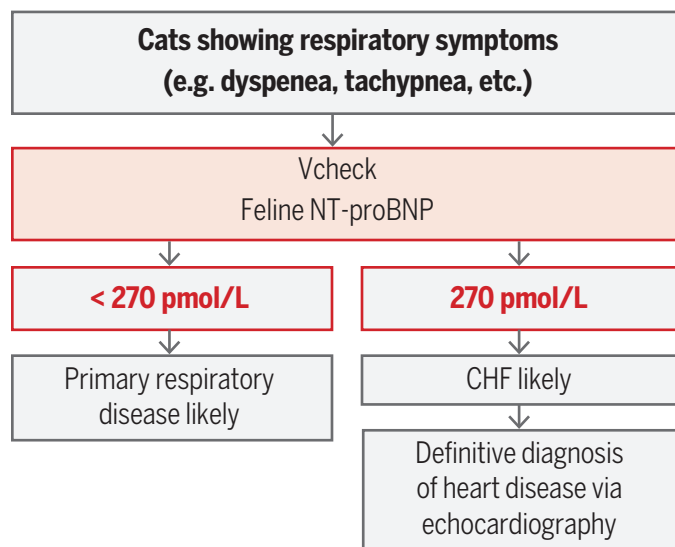 Cats showing respiratory symptoms
(e.g. dyspenea, tachypnea, etc.)
Vcheck
Feline NT-proBNP
< 270 pmol/L
270 pmol/L
Primary respiratory
disease likely
CHF likely
Definitive diagnosis
of heart disease via
echocardiography